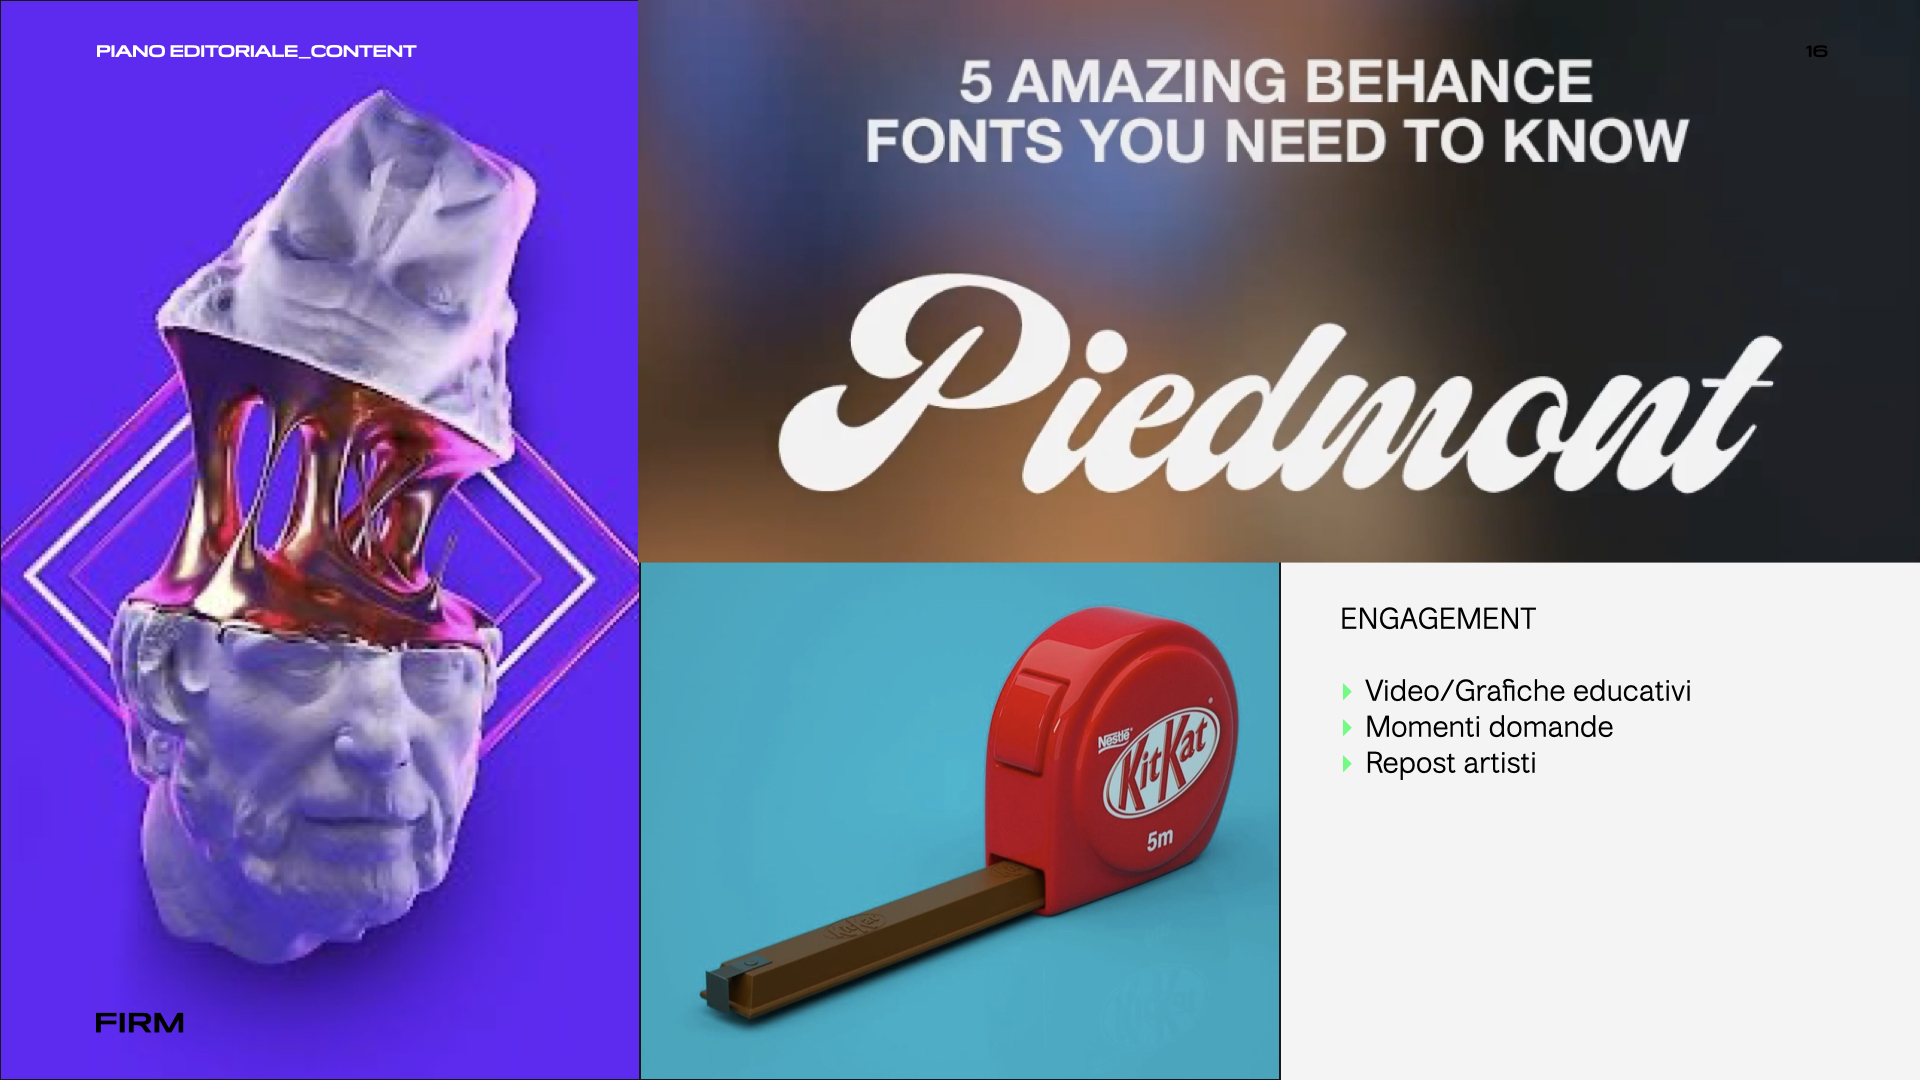 PIANO EDITORIALE_CONTENT
16
5 AMAZING BEHANCE
FONTS YOU NEED TO KNOW
Piedmont
Nestlé
KitKat
5m
KitKat
ENGAGEMENT
Video/Grafiche educativi
Momenti domande
Repost artisti
FIRM